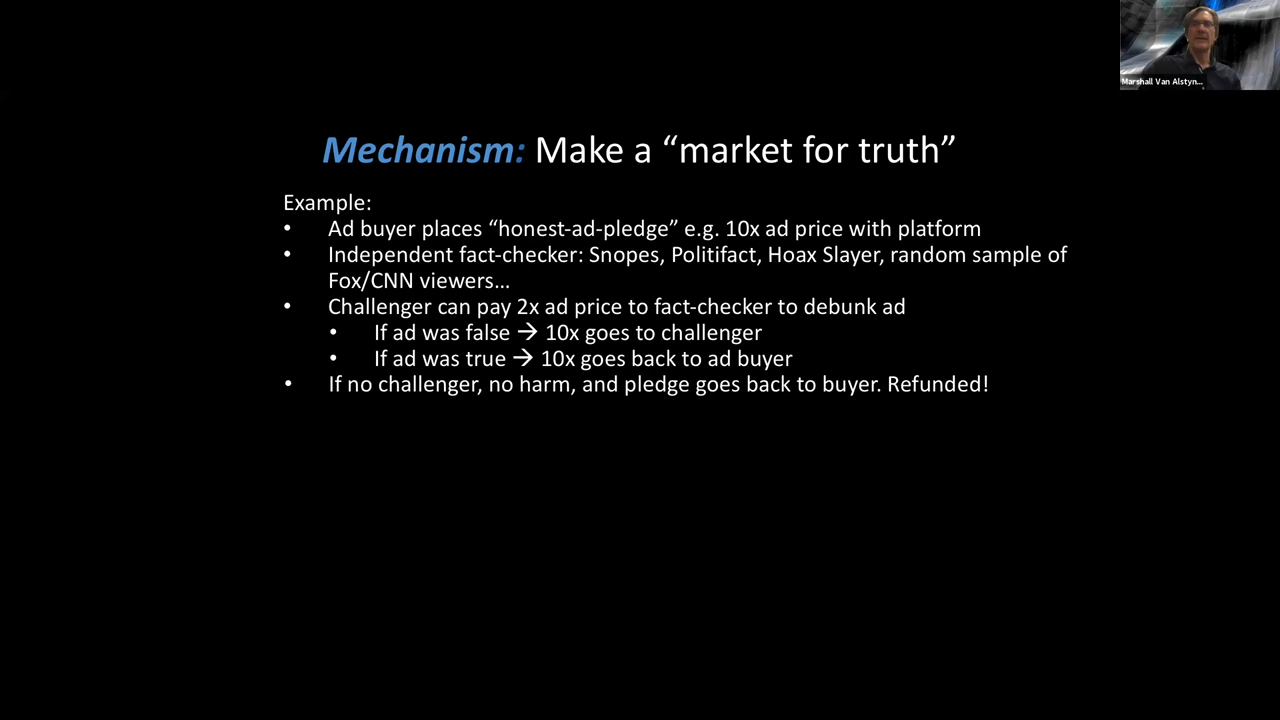 Marshall Van Alstyn...
Mechanism: Make a “market for truth”
Example:
• Ad buyer places “honest-ad-pledge” e.g. 10x ad price with platform
• Independent fact-checker: Snopes, Politifact, Hoax Slayer, random sample of
Fox/CNN viewers…
• Challenger can pay 2x ad price to fact-checker to debunk ad
• If ad was false → 10x goes to challenger
• If ad was true → 10x goes back to ad buyer
• If no challenger, no harm, and pledge goes back to buyer. Refunded!